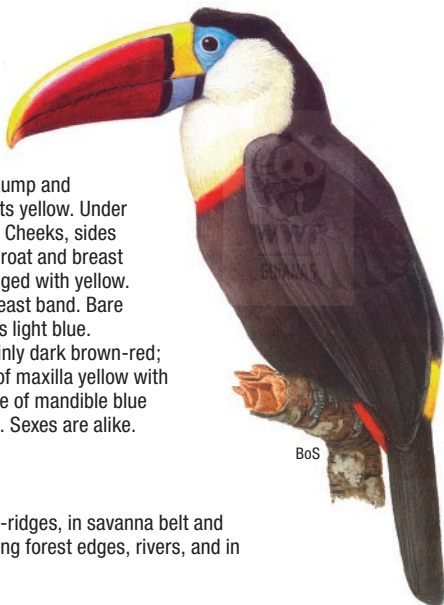 ump and
ts yellow. Under
Cheeks, sides
roat and breast
ged with yellow.
east band. Bare
s light blue.
inly dark brown-red;
of maxilla yellow with
e of mandible blue
. Sexes are alike.
WWF
GUIANAS
BoS
-ridges, in savanna belt and
ng forest edges, rivers, and in